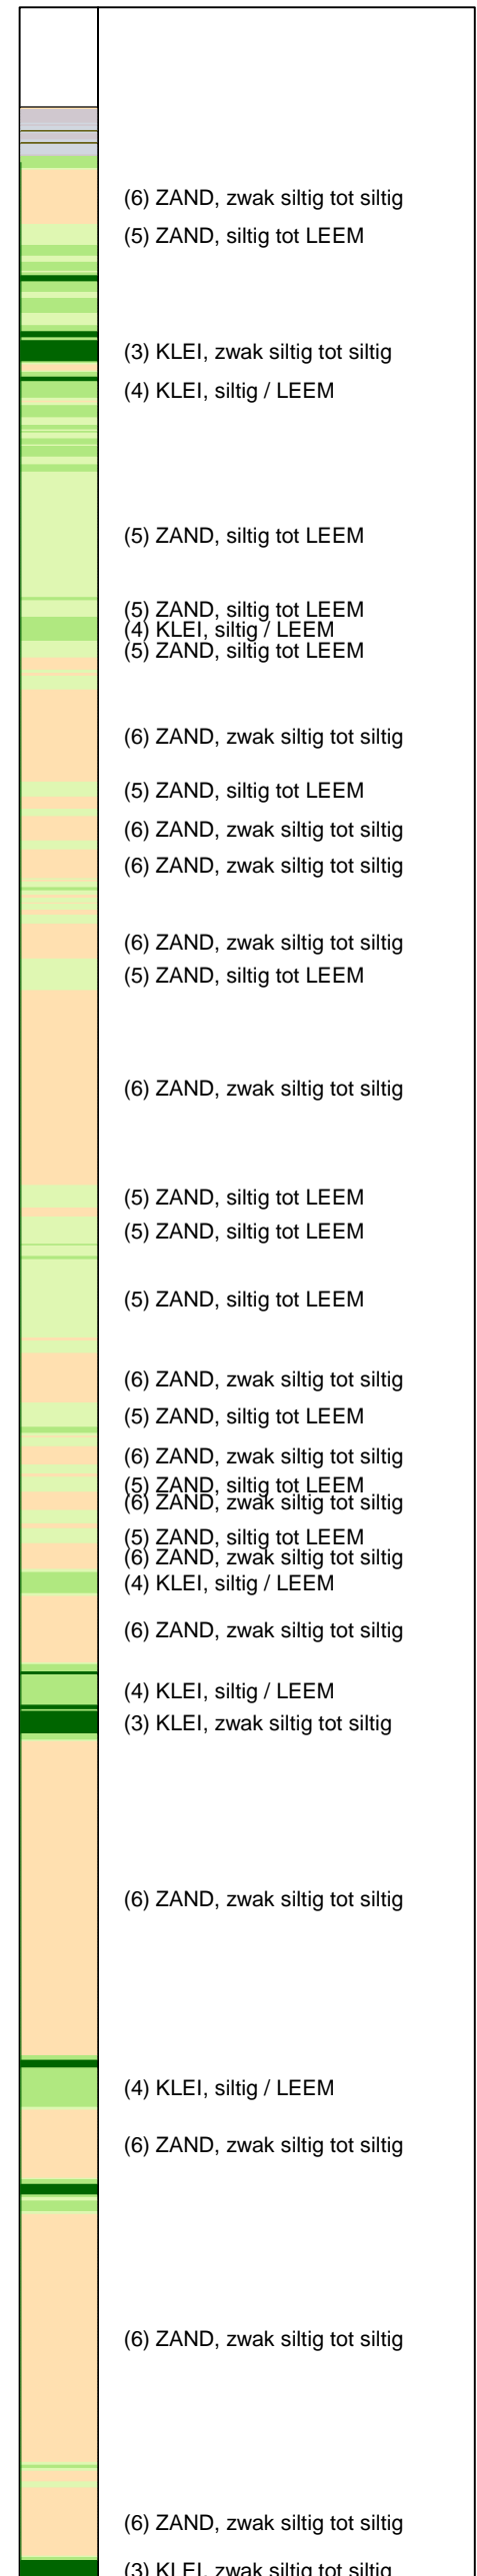 (6) ZAND, zwak siltig tot siltig
(5) ZAND, siltig tot LEEM
(3) KLEI, zwak siltig tot siltig
(4) KLEI, siltig / LEEM
(5) ZAND, siltig tot LEEM
(5) ZAND, siltig tot LEEM
(4) KLEI, siltig / LEEM
(5) ZAND, siltig tot LEEM
(6) ZAND, zwak siltig tot siltig
(5) ZAND, siltig tot LEEM
(6) ZAND, zwak siltig tot siltig
(6) ZAND, zwak siltig tot siltig
(6) ZAND, zwak siltig tot siltig
(5) ZAND, siltig tot LEEM
(6) ZAND, zwak siltig tot siltig
(5) ZAND, siltig tot LEEM
(5) ZAND, siltig tot LEEM
(5) ZAND, siltig tot LEEM
(6) ZAND, zwak siltig tot siltig
(5) ZAND, siltig tot LEEM
(6) ZAND, zwak siltig tot siltig
(5) ZAND, siltig tot LEEM
(6) ZAND, zwak siltig tot siltig
(5) ZAND, siltig tot LEEM
(6) ZAND, zwak siltig tot siltig
(4) KLEI, siltig / LEEM
(6) ZAND, zwak siltig tot siltig
(4) KLEI, siltig / LEEM
(3) KLEI, zwak siltig tot siltig
(6) ZAND, zwak siltig tot siltig
(4) KLEI, siltig / LEEM
(6) ZAND, zwak siltig tot siltig
(6) ZAND, zwak siltig tot siltig
(6) ZAND, zwak siltig tot siltig
(3) KLEI, zwak siltig tot siltig